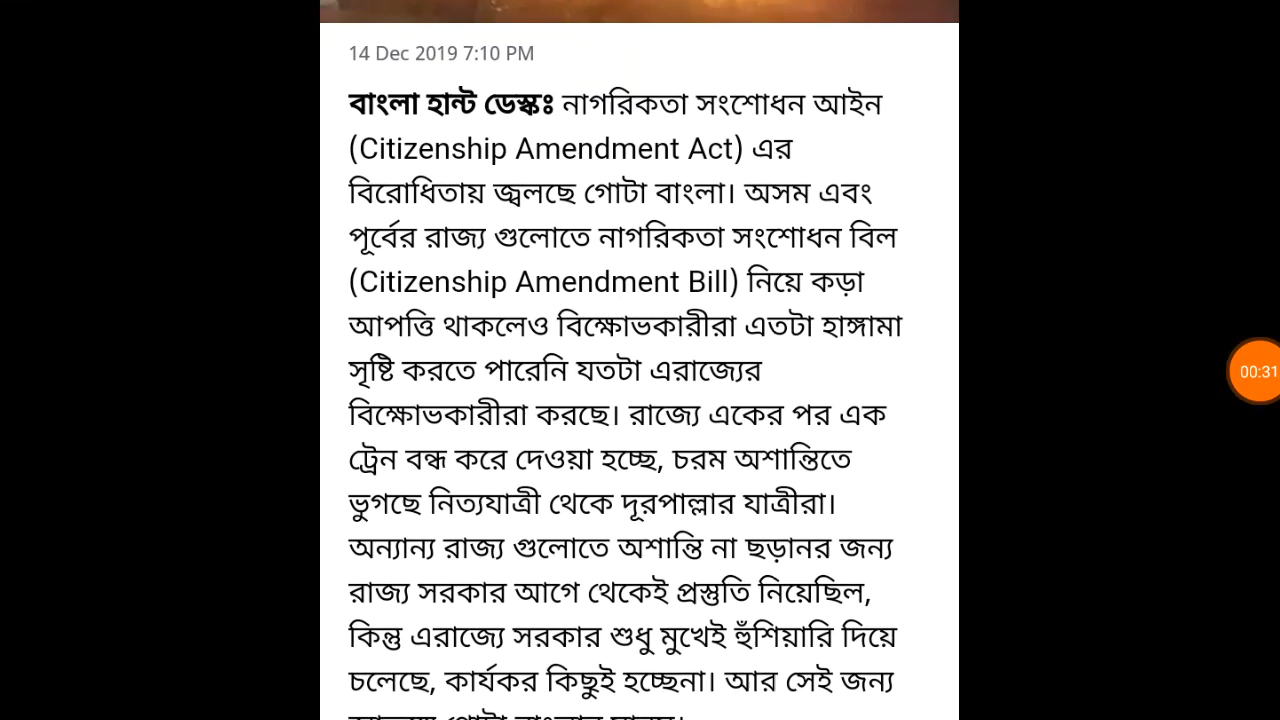 14 Dec 2019 7:10 PM
বাংলা হান্ট ডেস্কঃ নাগরিকতা সংশোধন আইন
(Citizenship Amendment Act) এর
বিরোধিতায় জ্বলছে গোটা বাংলা। অসম এবং
পূর্বের রাজ্য গুলোতে নাগরিকতা সংশোধন বিল
(Citizenship Amendment Bill) নিয়ে কড়া
আপত্তি থাকলেও বিক্ষোভকারীরা এতটা হাঙ্গামা
সৃষ্টি করতে পারেনি যতটা এরাজ্যের
বিক্ষোভকারীরা করছে। রাজ্যে একের পর এক
ট্রেন বন্ধ করে দেওয়া হচ্ছে, চরম অশান্তিতে
ভুগছে নিত্যযাত্রী থেকে দূরপাল্লার যাত্রীরা।
অন্যান্য রাজ্য গুলোতে অশান্তি না ছড়ানর জন্য
রাজ্য সরকার আগে থেকেই প্রস্তুতি নিয়েছিল,
কিন্তু এরাজ্যে সরকার শুধু মুখেই হুঁশিয়ারি দিয়ে
চলেছে, কার্যকর কিছুই হচ্ছেনা। আর সেই জন্য
00:31